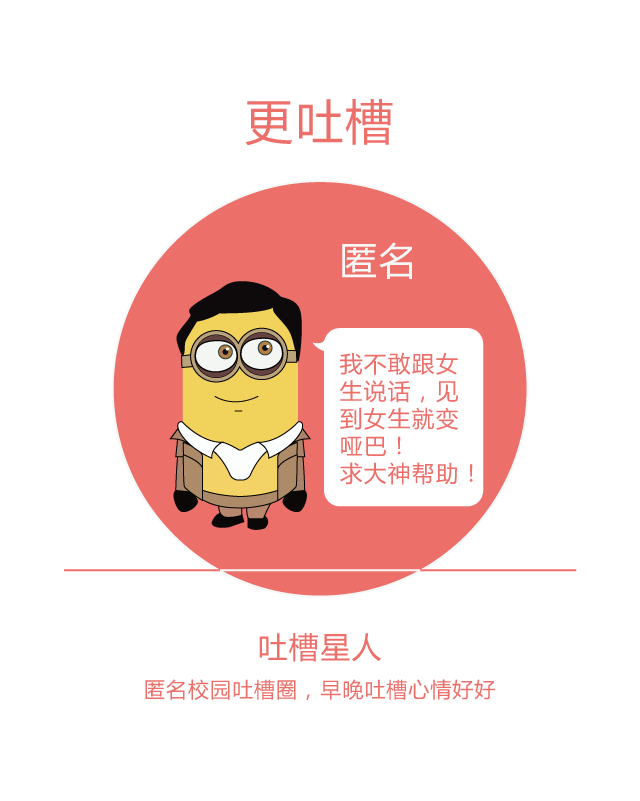 更吐槽
匿名
我不敢跟女
生说话，见
到女生就变
哑巴！
求大神帮助！
吐槽星人
匿名校园吐槽圈，早晚吐槽心情好好